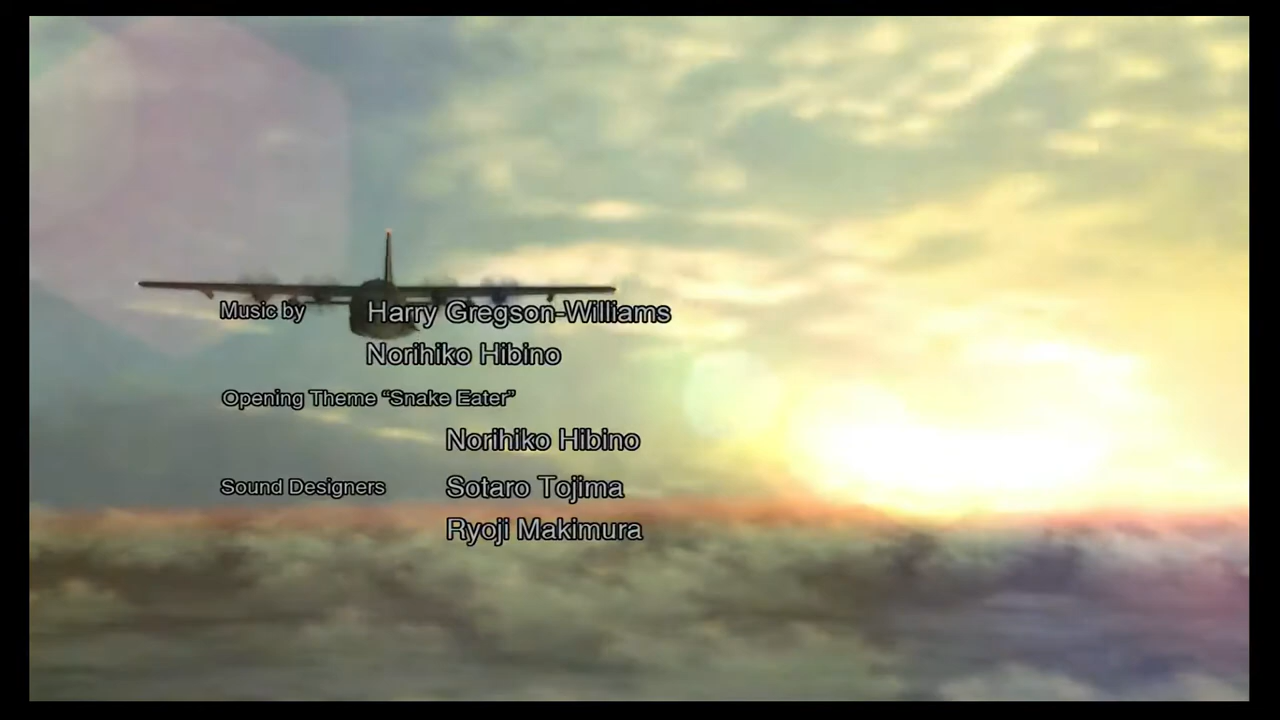 Music by Harry Gregson-Williams
Norihiko Hibino
Opening Theme “Snake Eater”
Norihiko Hibino
Sound Designers Sotaro Tojima
Ryoji Makimura